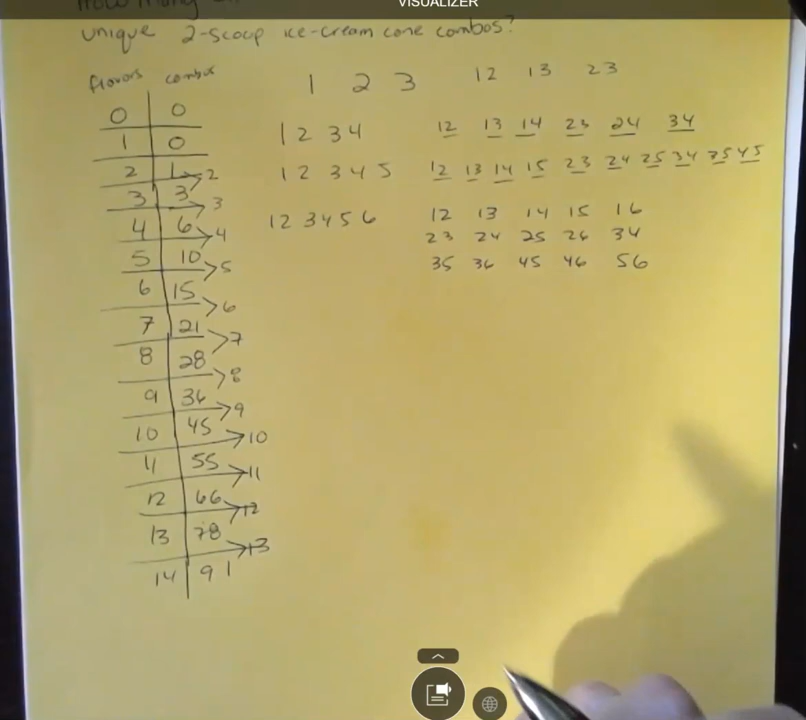 VISUALIZER
How many
unique 2-scoop ice-cream cone combos?
flavors combos
1 2 3 12 13 23
0 0
1 2 3 4 12 13 14 23 24 34
1 0
1 2 3 4 5 12 13 14 15 23 24 25 34 35 45
2 1 >2
3 3 >3
1 2 3 4 5 6 12 13 14 15 16
4 6 >4
23 24 25 26 34
5 10 >5
35 36 45 46 56
6 15 >6
7 21 >7
8 28 >8
9 36 >9
10 45 >10
11 55 >11
12 66 >12
13 78 >13
14 91